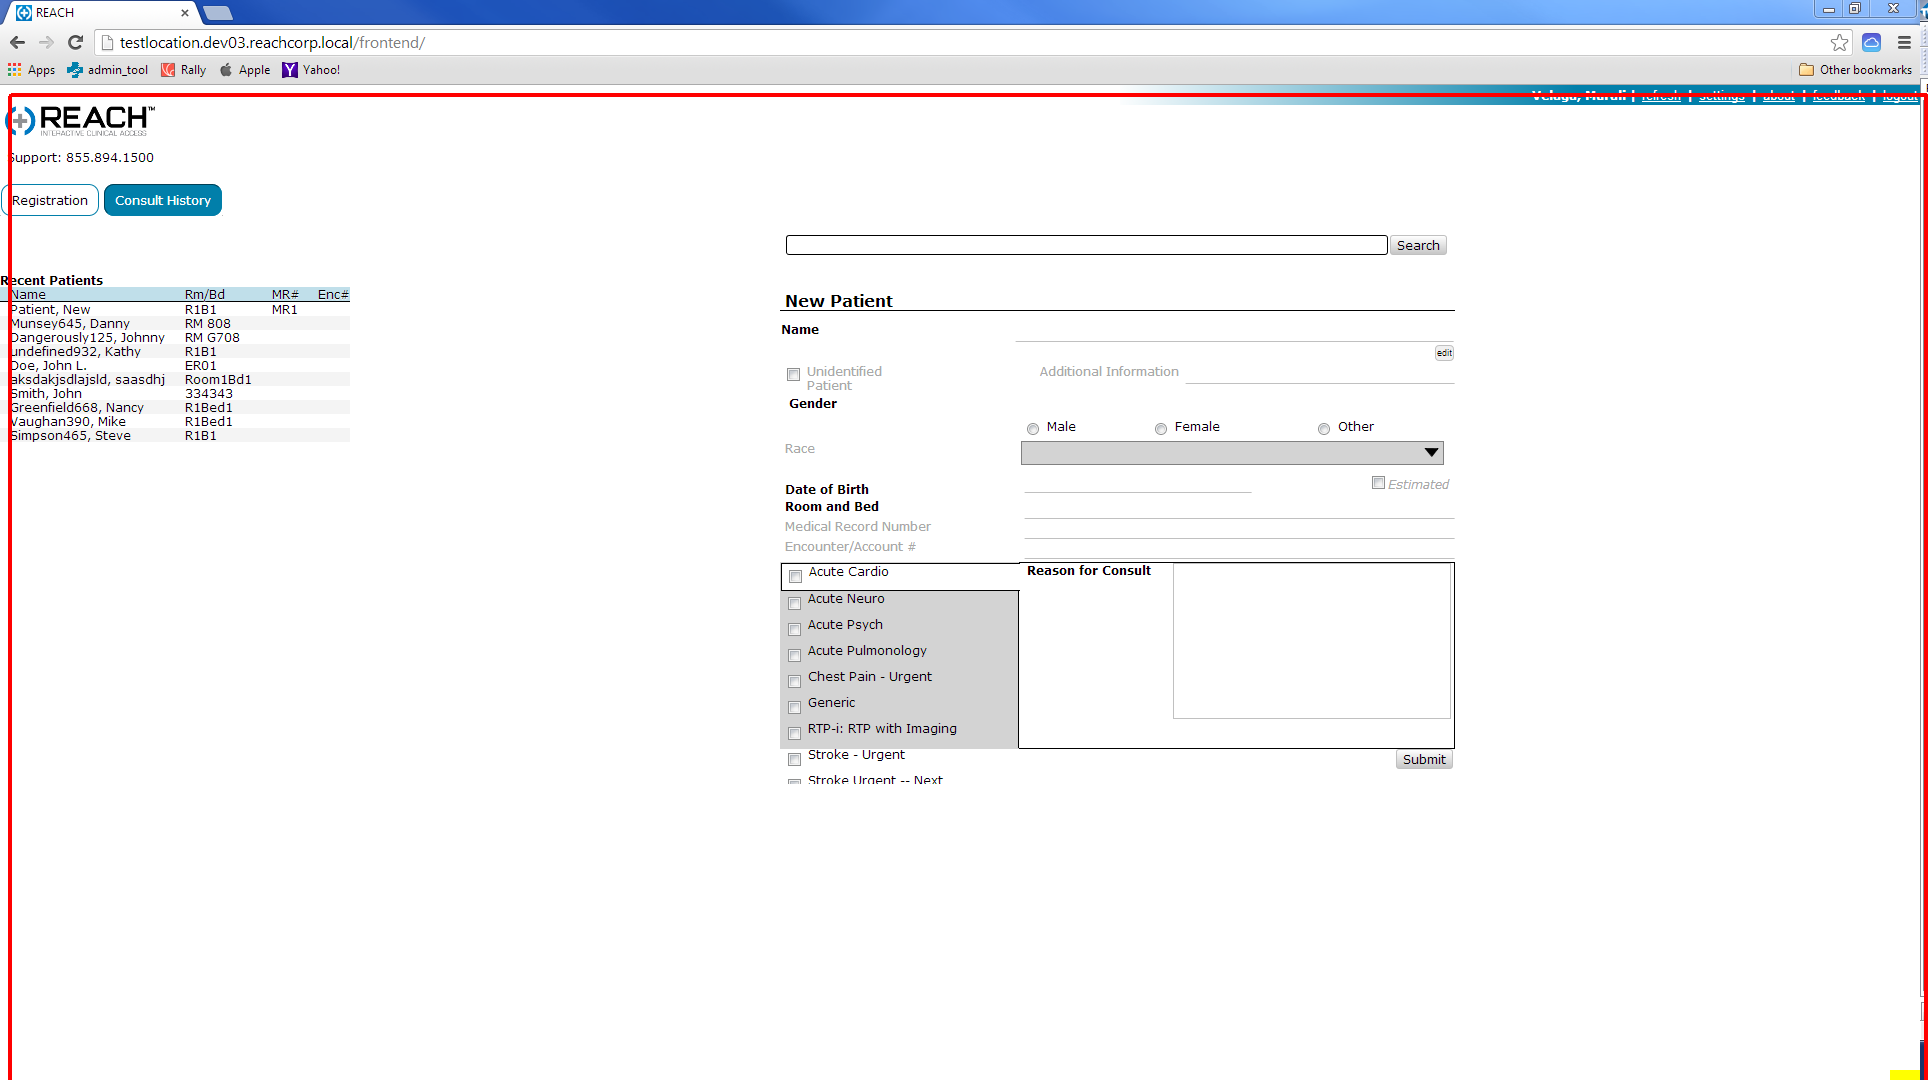 REACH
testlocation.dev03.reachcorp.local/frontend/
Apps admin_tool Rally Apple Yahoo! Other bookmarks
Velaga, Murali | refresh | settings | about | feedback | logout
REACH™
INTERACTIVE CLINICAL ACCESS
Support: 855.894.1500
Registration Consult History
Search
Recent Patients
Name Rm/Bd MR# Enc#
Patient, New R1B1 MR1
Munsey645, Danny RM 808
Dangerously125, Johnny RM G708
undefined932, Kathy R1B1
Doe, John L. ER01
aksdakjsdlajsld, saasdhj Room1Bd1
Smith, John 334343
Greenfield668, Nancy R1Bed1
Vaughan390, Mike R1Bed1
Simpson465, Steve R1B1
New Patient
Name
edit
Unidentified Patient Additional Information
Gender
Male Female Other
Race
Date of Birth Estimated
Room and Bed
Medical Record Number
Encounter/Account #
Acute Cardio Reason for Consult
Acute Neuro
Acute Psych
Acute Pulmonology
Chest Pain - Urgent
Generic
RTP-i: RTP with Imaging
Stroke - Urgent
Submit
Stroke Urgent -- Next